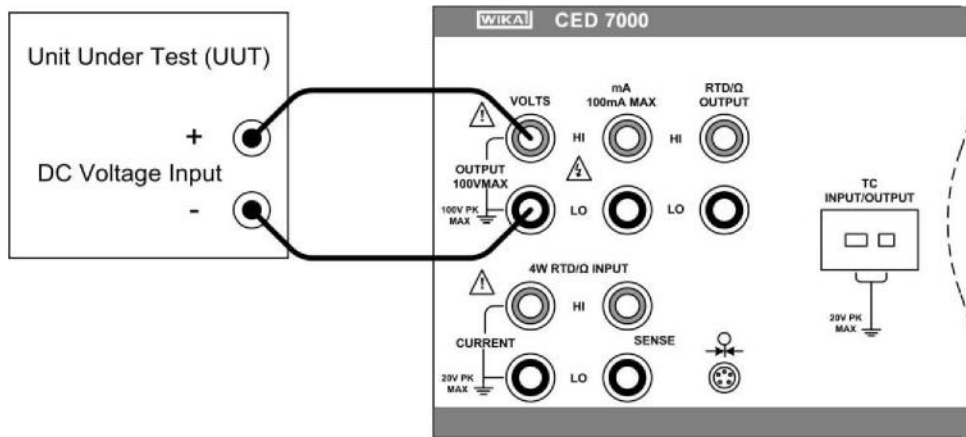 Unit Under Test (UUT)
+
DC Voltage Input
-
WIKA CED 7000
VOLTS
mA
100mA MAX
RTD/Ω
OUTPUT
HI
HI
OUTPUT
100VMAX
100V PK
MAX
LO
LO
TC
INPUT/OUTPUT
20V PK
MAX
4W RTD/Ω INPUT
HI
CURRENT
SENSE
20V PK
MAX
LO